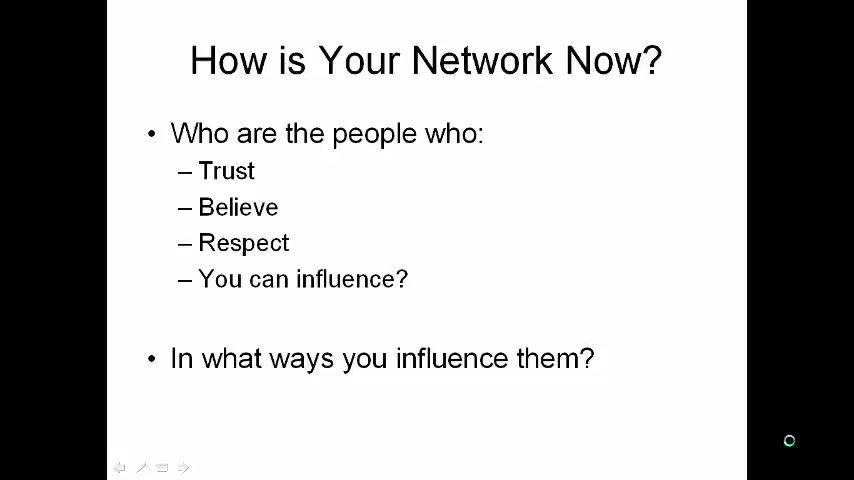 How is Your Network Now?
• Who are the people who:
– Trust
– Believe
– Respect
– You can influence?
• In what ways you influence them?